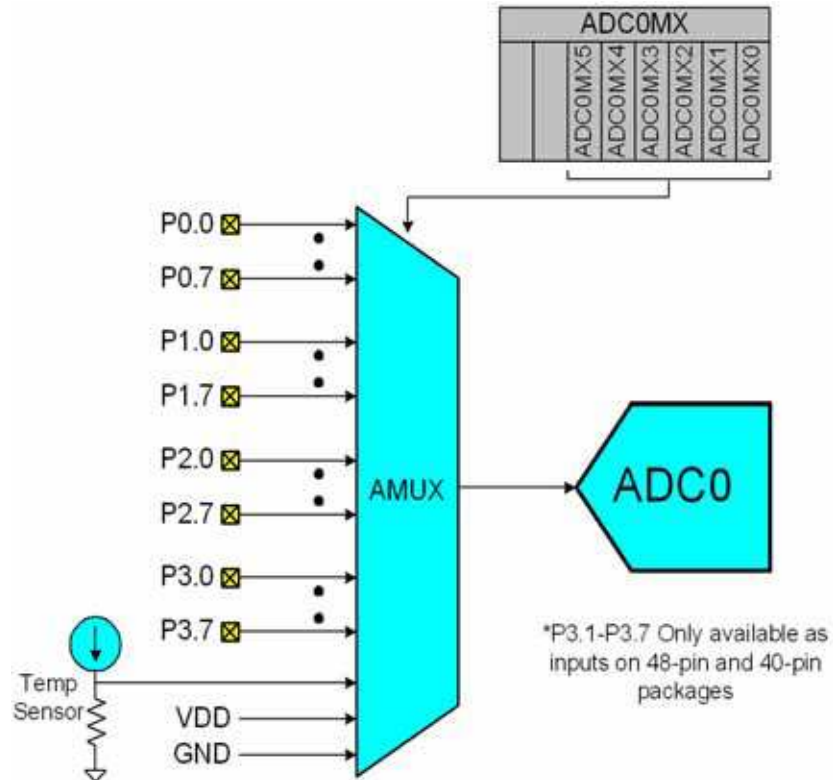 ADC0MX
ADC0MX5
ADC0MX4
ADC0MX3
ADC0MX2
ADC0MX1
ADC0MX0
P0.0
P0.7
P1.0
P1.7
P2.0
P2.7
P3.0
P3.7
AMUX
ADC0
*P3.1-P3.7 Only available as
inputs on 48-pin and 40-pin
packages
Temp
Sensor
VDD
GND